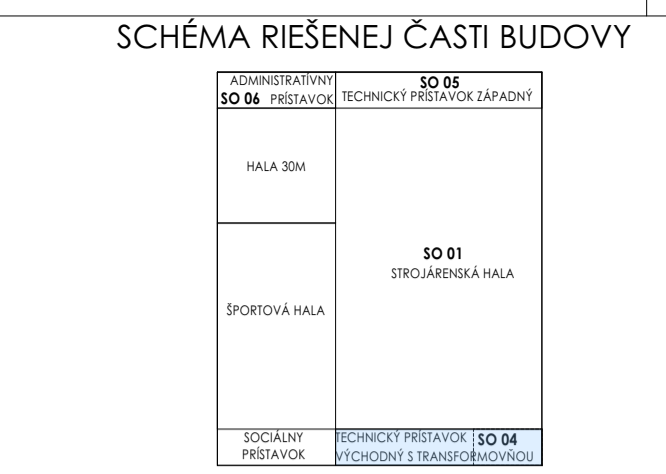 SCHÉMA RIEŠENEJ ČASTI BUDOVY
ADMINISTRATÍVNY
SO 06 PRÍSTAVOK
SO 05
TECHNICKÝ PRÍSTAVOK ZÁPADNÝ
HALA 30M
SO 01
STROJÁRENSKÁ HALA
ŠPORTOVÁ HALA
SOCIÁLNY
PRÍSTAVOK
TECHNICKÝ PRÍSTAVOK SO 04
VÝCHODNÝ S TRANSFORMOVŇOU